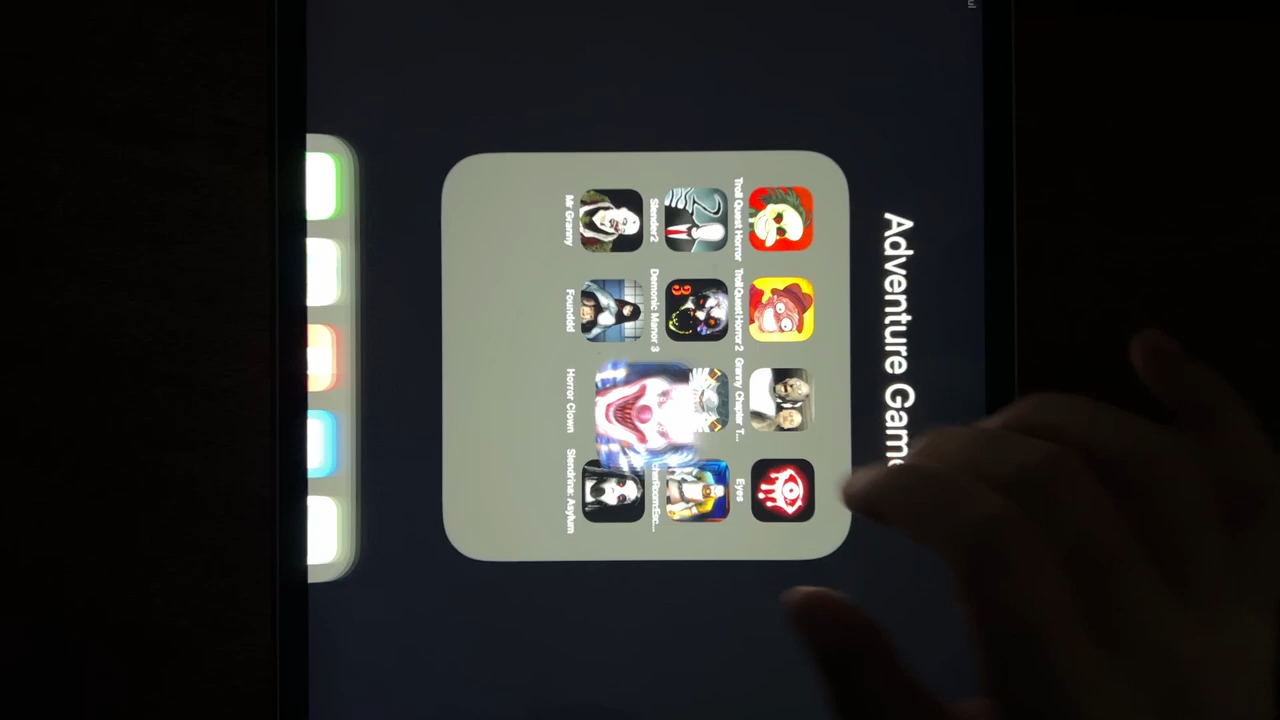 Adventure Game
Troll Quest Horror
Troll Quest Horror 2
Granny Chapter T...
Eyes
Slender2
Demonic Manor 3
Mr Granny
Founddd
Horror Clown
Slendrina: Asylum